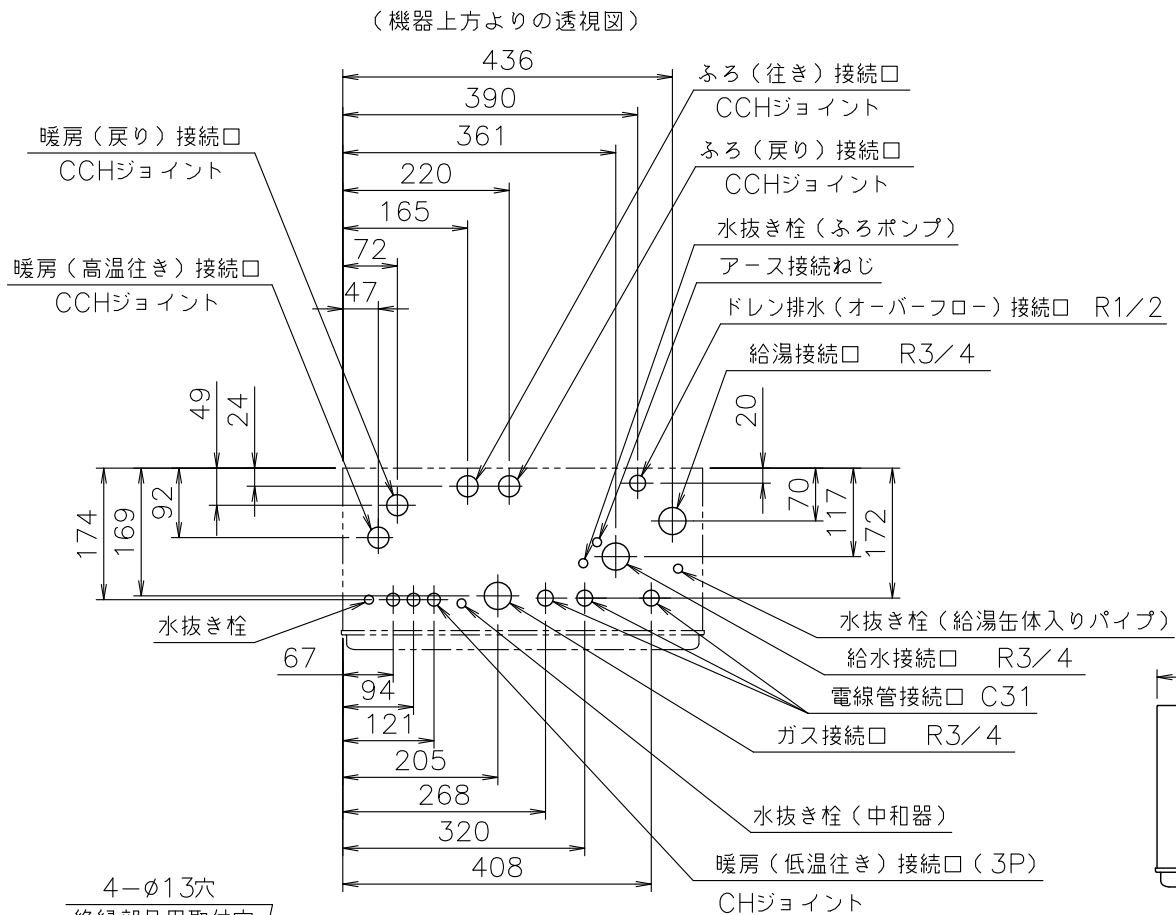 (機器上方よりの透視図)
436
ふろ(往き)接続口
CCHジョイント
390
暖房(戻り)接続口
CCHジョイント
361
ふろ(戻り)接続口
CCHジョイント
220
165
水抜き栓(ふろポンプ)
72
アース接続ねじ
暖房(高温往き)接続口
CCHジョイント
47
ドレン排水(オーバーフロー)接続口 R1/2
給湯接続口 R3/4
49
24
20
92
174
169
70
117
172
水抜き栓
水抜き栓(給湯缶体入りパイプ)
67
給水接続口 R3/4
94
電線管接続口 C31
121
ガス接続口 R3/4
205
268
水抜き栓(中和器)
320
暖房(低温往き)接続口(3P)
CHジョイント
408
4-φ13穴